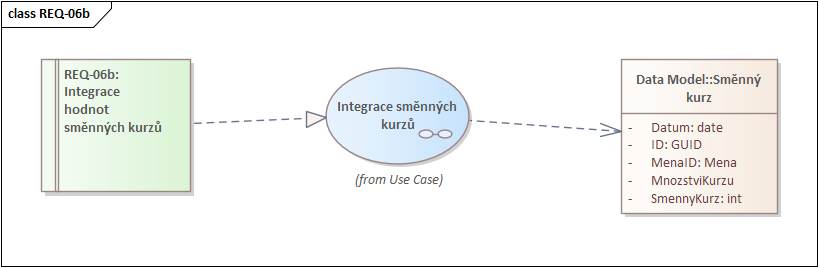 class REQ-06b
REQ-06b:
Integrace
hodnot
směnných kurzů
Integrace směnných
kurzů
(from Use Case)
Data Model::Směnný
kurz
- Datum: date
- ID: GUID
- MenaID: Mena
- MnozstviKurzu
- SmennyKurz: int